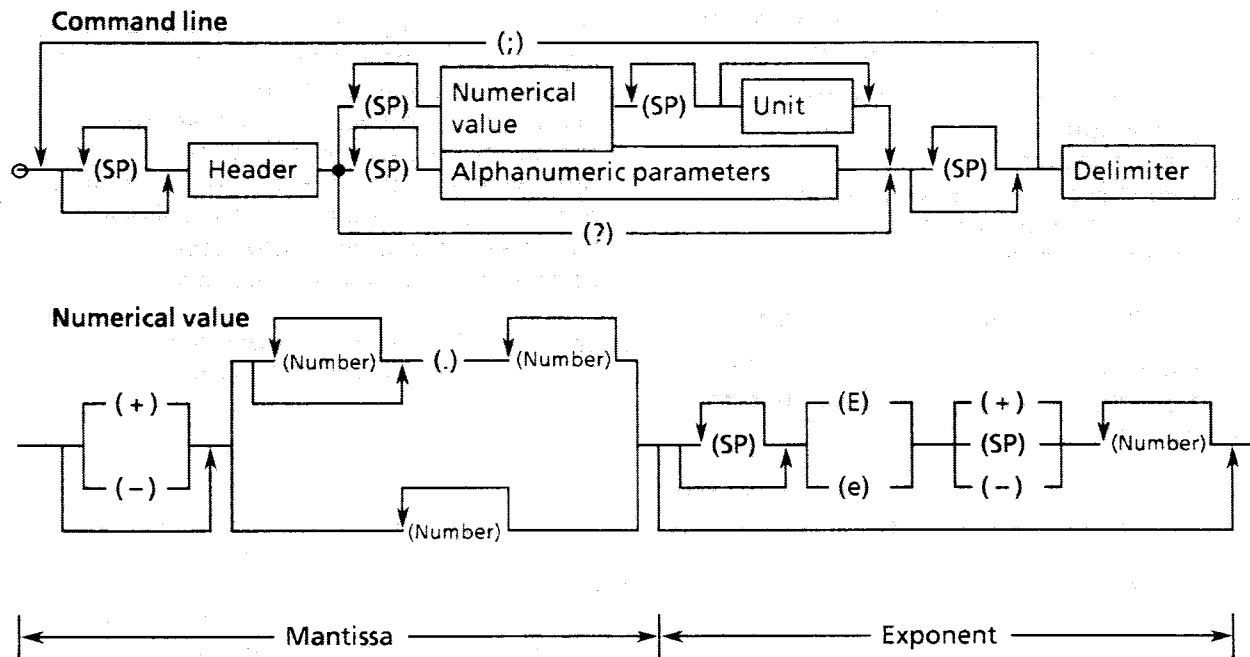 Command line
(;)
(SP) Numerical value (SP) Unit
(SP) Header (SP) Alphanumeric parameters (SP) Delimiter
(?)
Numerical value
(Number) (.) (Number)
(+) (E) (+)
(SP) (SP) (Number)
(−) (e) (−)
(Number)
Mantissa Exponent